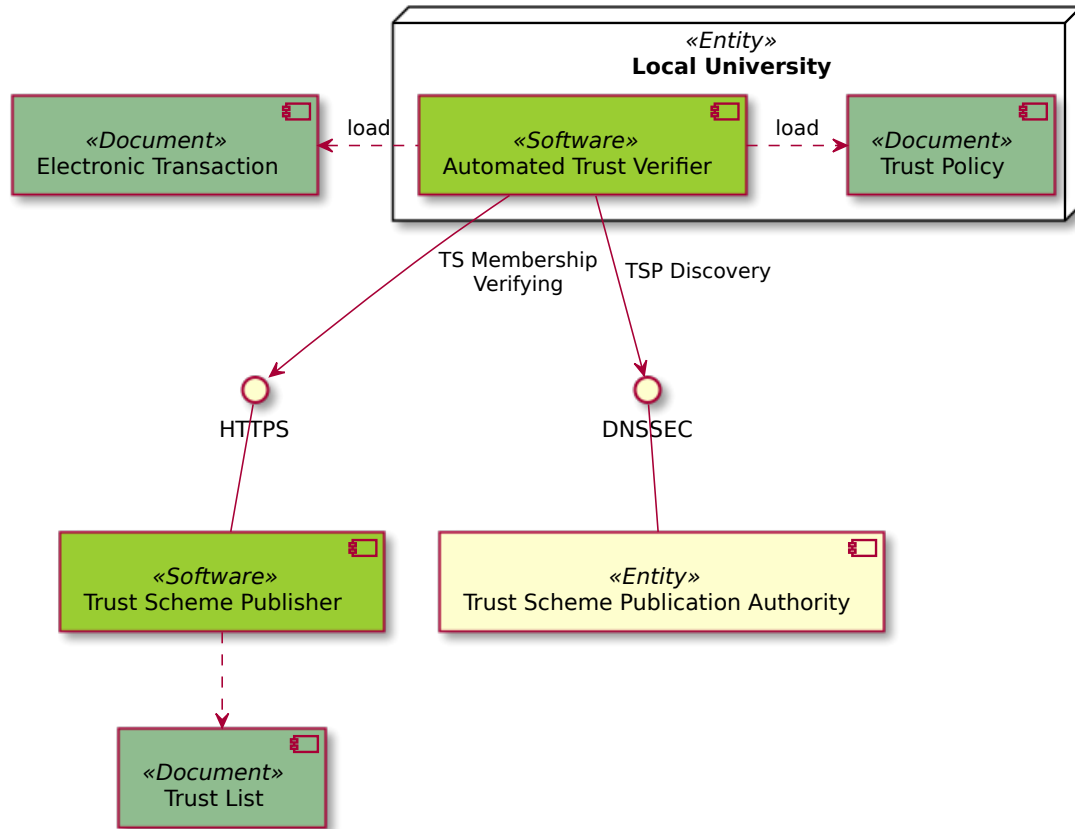 «Entity»
Local University
«Document»
Electronic Transaction
load
«Software»
Automated Trust Verifier
load
«Document»
Trust Policy
TS Membership
Verifying
TSP Discovery
HTTPS
DNSSEC
«Software»
Trust Scheme Publisher
«Entity»
Trust Scheme Publication Authority
«Document»
Trust List